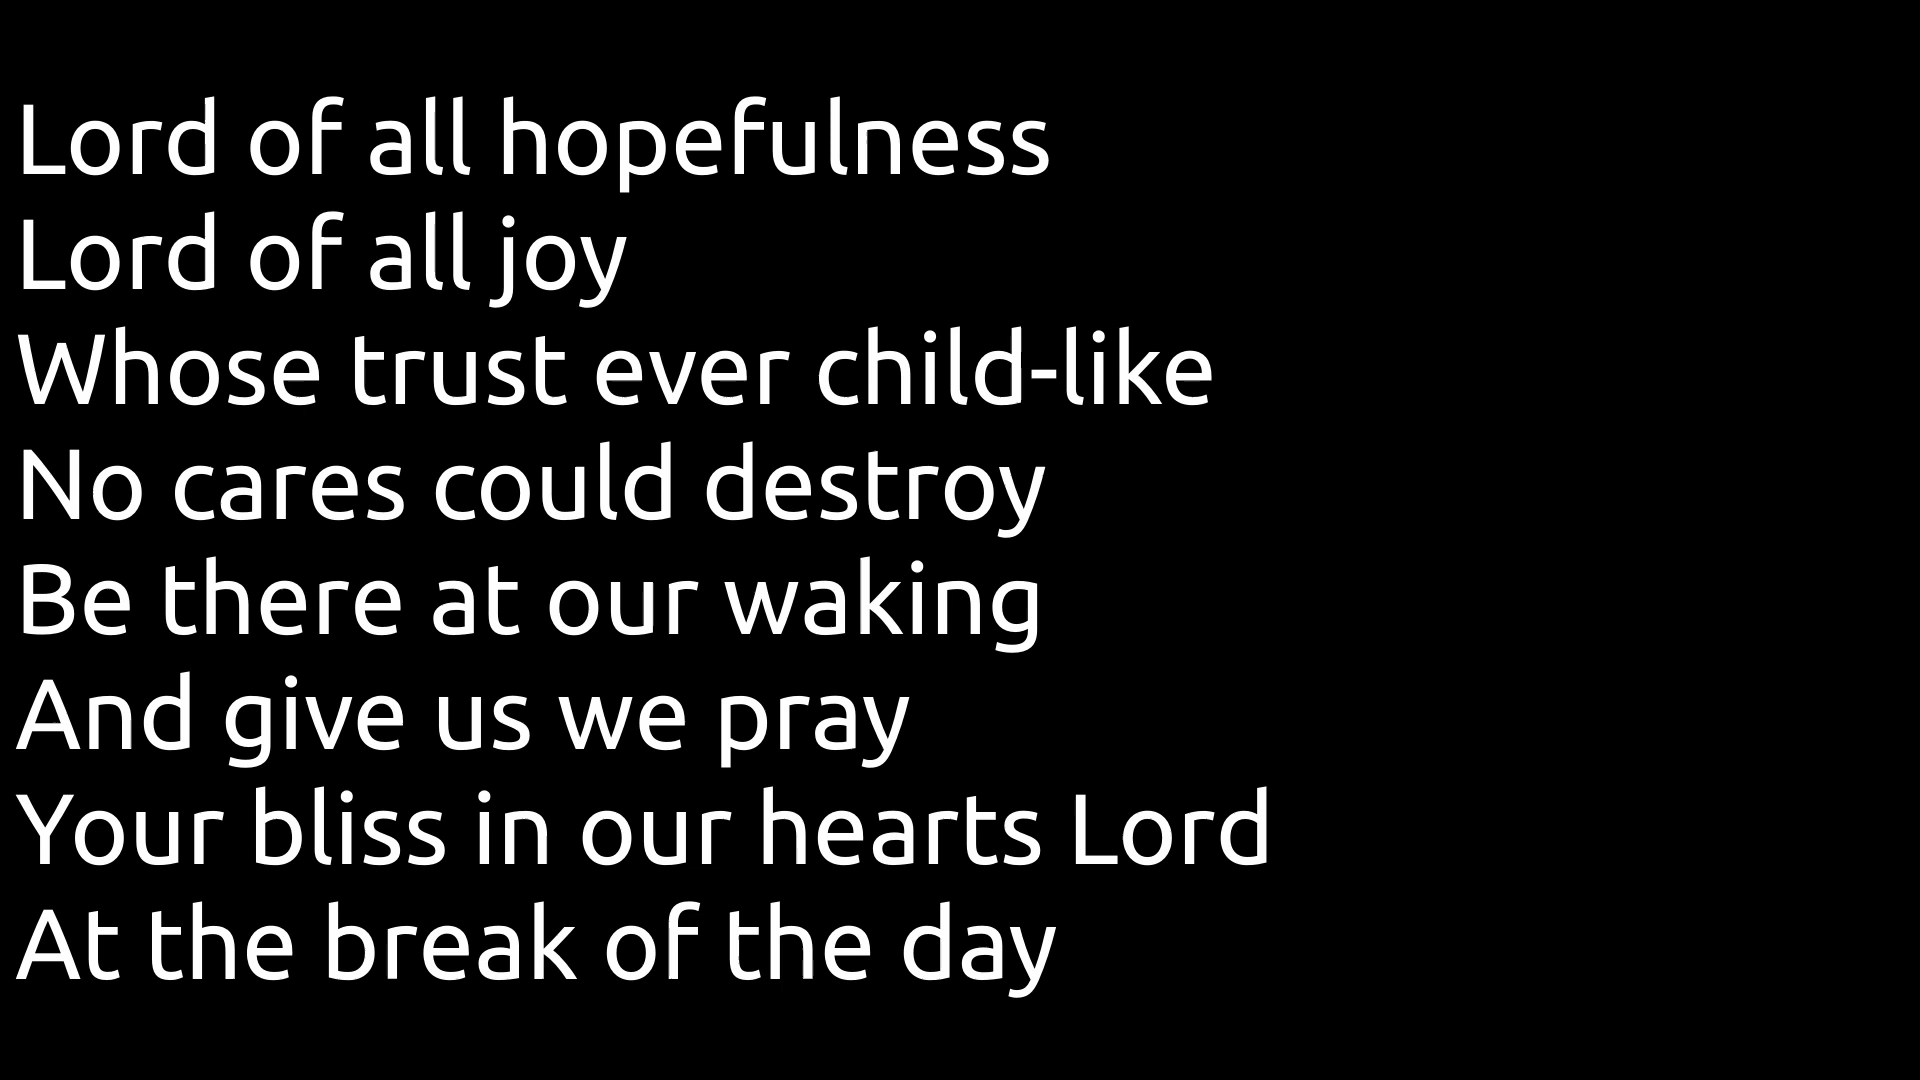 Lord of all hopefulness
Lord of all joy
Whose trust ever child-like
No cares could destroy
Be there at our waking
And give us we pray
Your bliss in our hearts Lord
At the break of the day